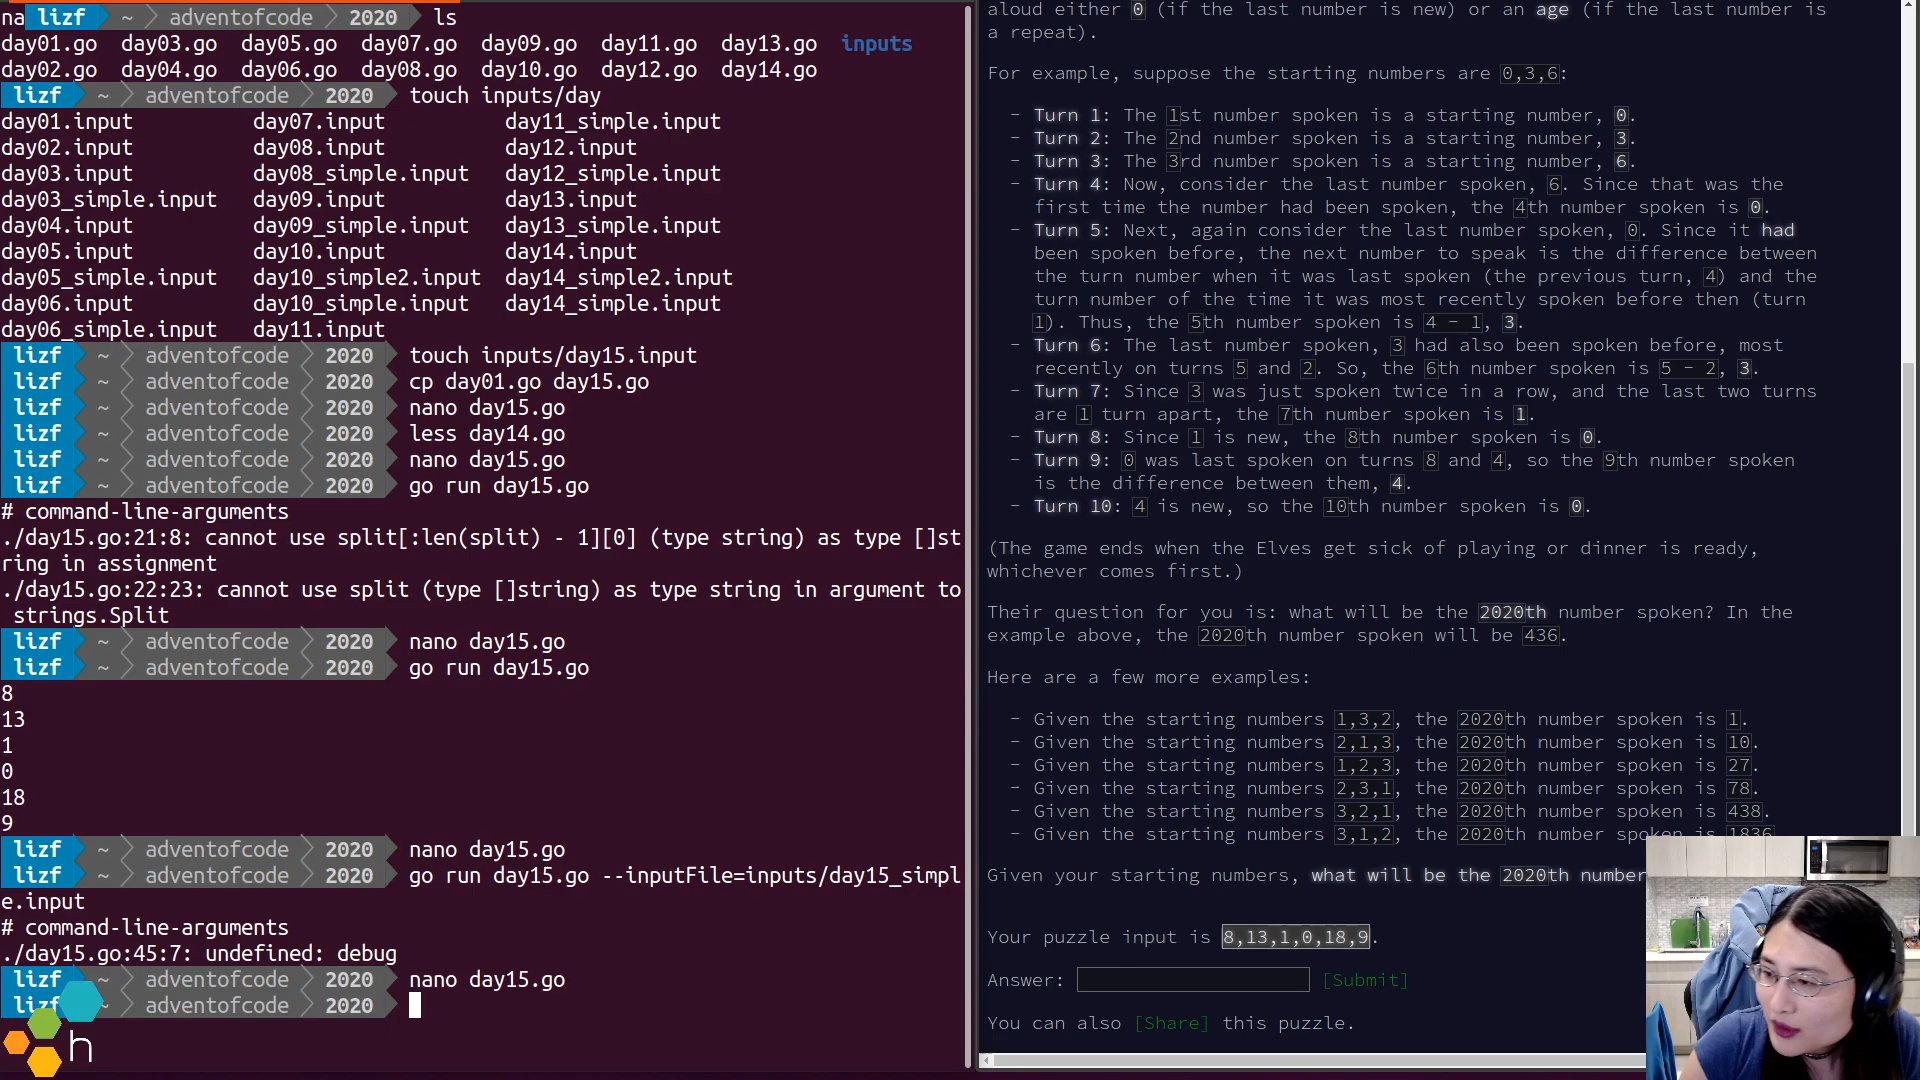 na lizf ~ adventofcode 2020 ls
day01.go day03.go day05.go day07.go day09.go day11.go day13.go inputs
day02.go day04.go day06.go day08.go day10.go day12.go day14.go
lizf ~ adventofcode 2020 touch inputs/day
day01.input day07.input day11_simple.input
day02.input day08.input day12.input
day03.input day08_simple.input day12_simple.input
day03_simple.input day09.input day13.input
day04.input day09_simple.input day13_simple.input
day05.input day10.input day14.input
day05_simple.input day10_simple2.input day14_simple2.input
day06.input day10_simple.input day14_simple.input
day06_simple.input day11.input
lizf ~ adventofcode 2020 touch inputs/day15.input
lizf ~ adventofcode 2020 cp day01.go day15.go
lizf ~ adventofcode 2020 nano day15.go
lizf ~ adventofcode 2020 less day14.go
lizf ~ adventofcode 2020 nano day15.go
lizf ~ adventofcode 2020 go run day15.go
# command-line-arguments
./day15.go:21:8: cannot use split[:len(split) - 1][0] (type string) as type []st
ring in assignment
./day15.go:22:23: cannot use split (type []string) as type string in argument to
strings.Split
lizf ~ adventofcode 2020 nano day15.go
lizf ~ adventofcode 2020 go run day15.go
8
13
1
0
18
9
lizf ~ adventofcode 2020 nano day15.go
lizf ~ adventofcode 2020 go run day15.go --inputFile=inputs/day15_simpl
e.input
# command-line-arguments
./day15.go:45:7: undefined: debug
lizf ~ adventofcode 2020 nano day15.go
lizf ~ adventofcode 2020
h
aloud either 0 (if the last number is new) or an age (if the last number is
a repeat).
For example, suppose the starting numbers are 0,3,6:
- Turn 1: The 1st number spoken is a starting number, 0.
- Turn 2: The 2nd number spoken is a starting number, 3.
- Turn 3: The 3rd number spoken is a starting number, 6.
- Turn 4: Now, consider the last number spoken, 6. Since that was the
first time the number had been spoken, the 4th number spoken is 0.
- Turn 5: Next, again consider the last number spoken, 0. Since it had
been spoken before, the next number to speak is the difference between
the turn number when it was last spoken (the previous turn, 4) and the
turn number of the time it was most recently spoken before then (turn
1). Thus, the 5th number spoken is 4 - 1, 3.
- Turn 6: The last number spoken, 3 had also been spoken before, most
recently on turns 5 and 2. So, the 6th number spoken is 5 - 2, 3.
- Turn 7: Since 3 was just spoken twice in a row, and the last two turns
are 1 turn apart, the 7th number spoken is 1.
- Turn 8: Since 1 is new, the 8th number spoken is 0.
- Turn 9: 0 was last spoken on turns 8 and 4, so the 9th number spoken
is the difference between them, 4.
- Turn 10: 4 is new, so the 10th number spoken is 0.
(The game ends when the Elves get sick of playing or dinner is ready,
whichever comes first.)
Their question for you is: what will be the 2020th number spoken? In the
example above, the 2020th number spoken will be 436.
Here are a few more examples:
- Given the starting numbers 1,3,2, the 2020th number spoken is 1.
- Given the starting numbers 2,1,3, the 2020th number spoken is 10.
- Given the starting numbers 1,2,3, the 2020th number spoken is 27.
- Given the starting numbers 2,3,1, the 2020th number spoken is 78.
- Given the starting numbers 3,2,1, the 2020th number spoken is 438.
- Given the starting numbers 3,1,2, the 2020th number spoken is 1836
Given your starting numbers, what will be the 2020th number
Your puzzle input is 8,13,1,0,18,9.
Answer: [Submit]
You can also [Share] this puzzle.